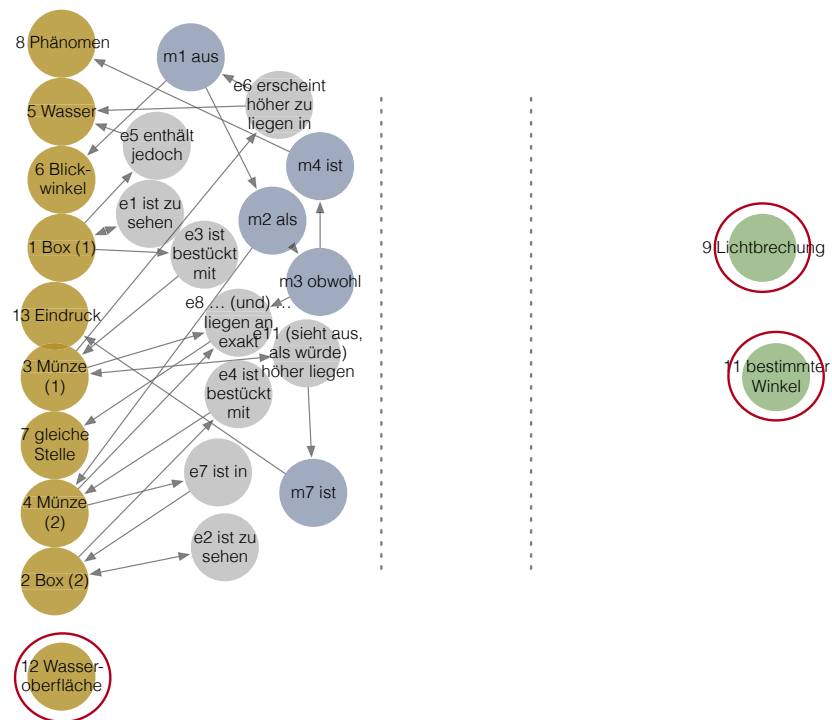 8 Phänomen
m1 aus
e6 erscheint
höher zu
liegen in
5 Wasser
e5 enthält
jedoch
m4 ist
6 Blick-
winkel
e1 ist zu
sehen
m2 als
1 Box (1)
e3 ist
bestückt
mit
9 Lichtbrechung
m3 obwohl
13 Eindruck
e8 … (und) …
liegen an
exakt
e11 (sieht aus,
als würde)
höher liegen
3 Münze
(1)
11 bestimmter
Winkel
e4 ist
bestückt
mit
7 gleiche
Stelle
e7 ist in
m7 ist
4 Münze
(2)
e2 ist zu
sehen
2 Box (2)
12 Wasser-
oberfläche